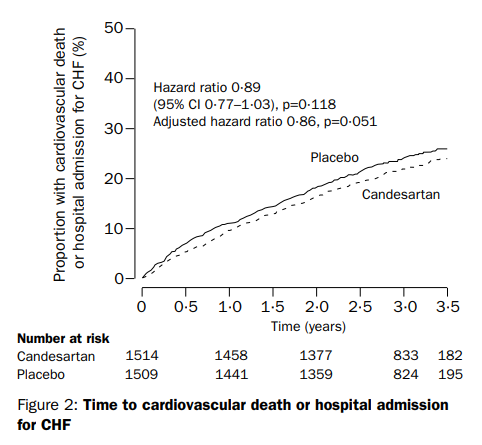 Proportion with cardiovascular death
or hospital admission for CHF (%)
50
40
30
20
10
0
Hazard ratio 0·89
(95% CI 0·77–1·03), p=0·118
Adjusted hazard ratio 0·86, p=0·051
Placebo
Candesartan
0 0·5 1·0 1·5 2·0 2·5 3·0 3·5
Time (years)
Number at risk
Candesartan 1514 1458 1377 833 182
Placebo 1509 1441 1359 824 195
Figure 2: Time to cardiovascular death or hospital admission
for CHF